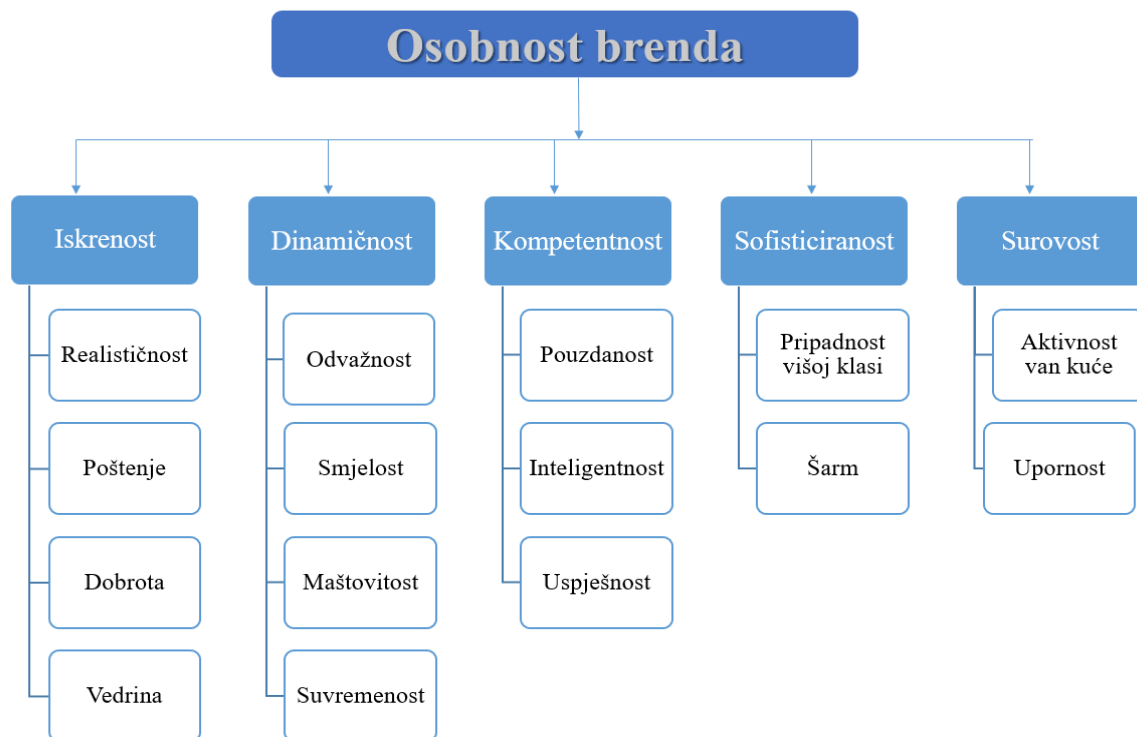 Osobnost brenda
Iskrenost
Realističnost
Poštenje
Dobrota
Vedrina
Dinamičnost
Odvažnost
Smjelost
Maštovitost
Suvremenost
Kompetentnost
Pouzdanost
Inteligentnost
Uspješnost
Sofisticiranost
Pripadnost
višoj klasi
Šarm
Surovost
Aktivnost
van kuće
Upornost